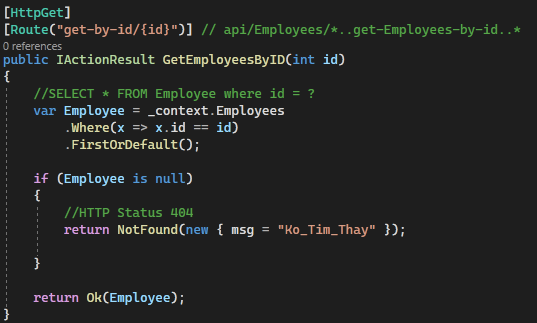 [HttpGet]
[Route("get-by-id/{id}")] // api/Employees/*..get-Employees-by-id..*
0 references
public IActionResult GetEmployeesByID(int id)
{
//SELECT * FROM Employee where id = ?
var Employee = _context.Employees
.Where(x => x.id == id)
.FirstOrDefault();
if (Employee is null)
{
//HTTP Status 404
return NotFound(new { msg = "Ko_Tim_Thay" });
}
return Ok(Employee);
}